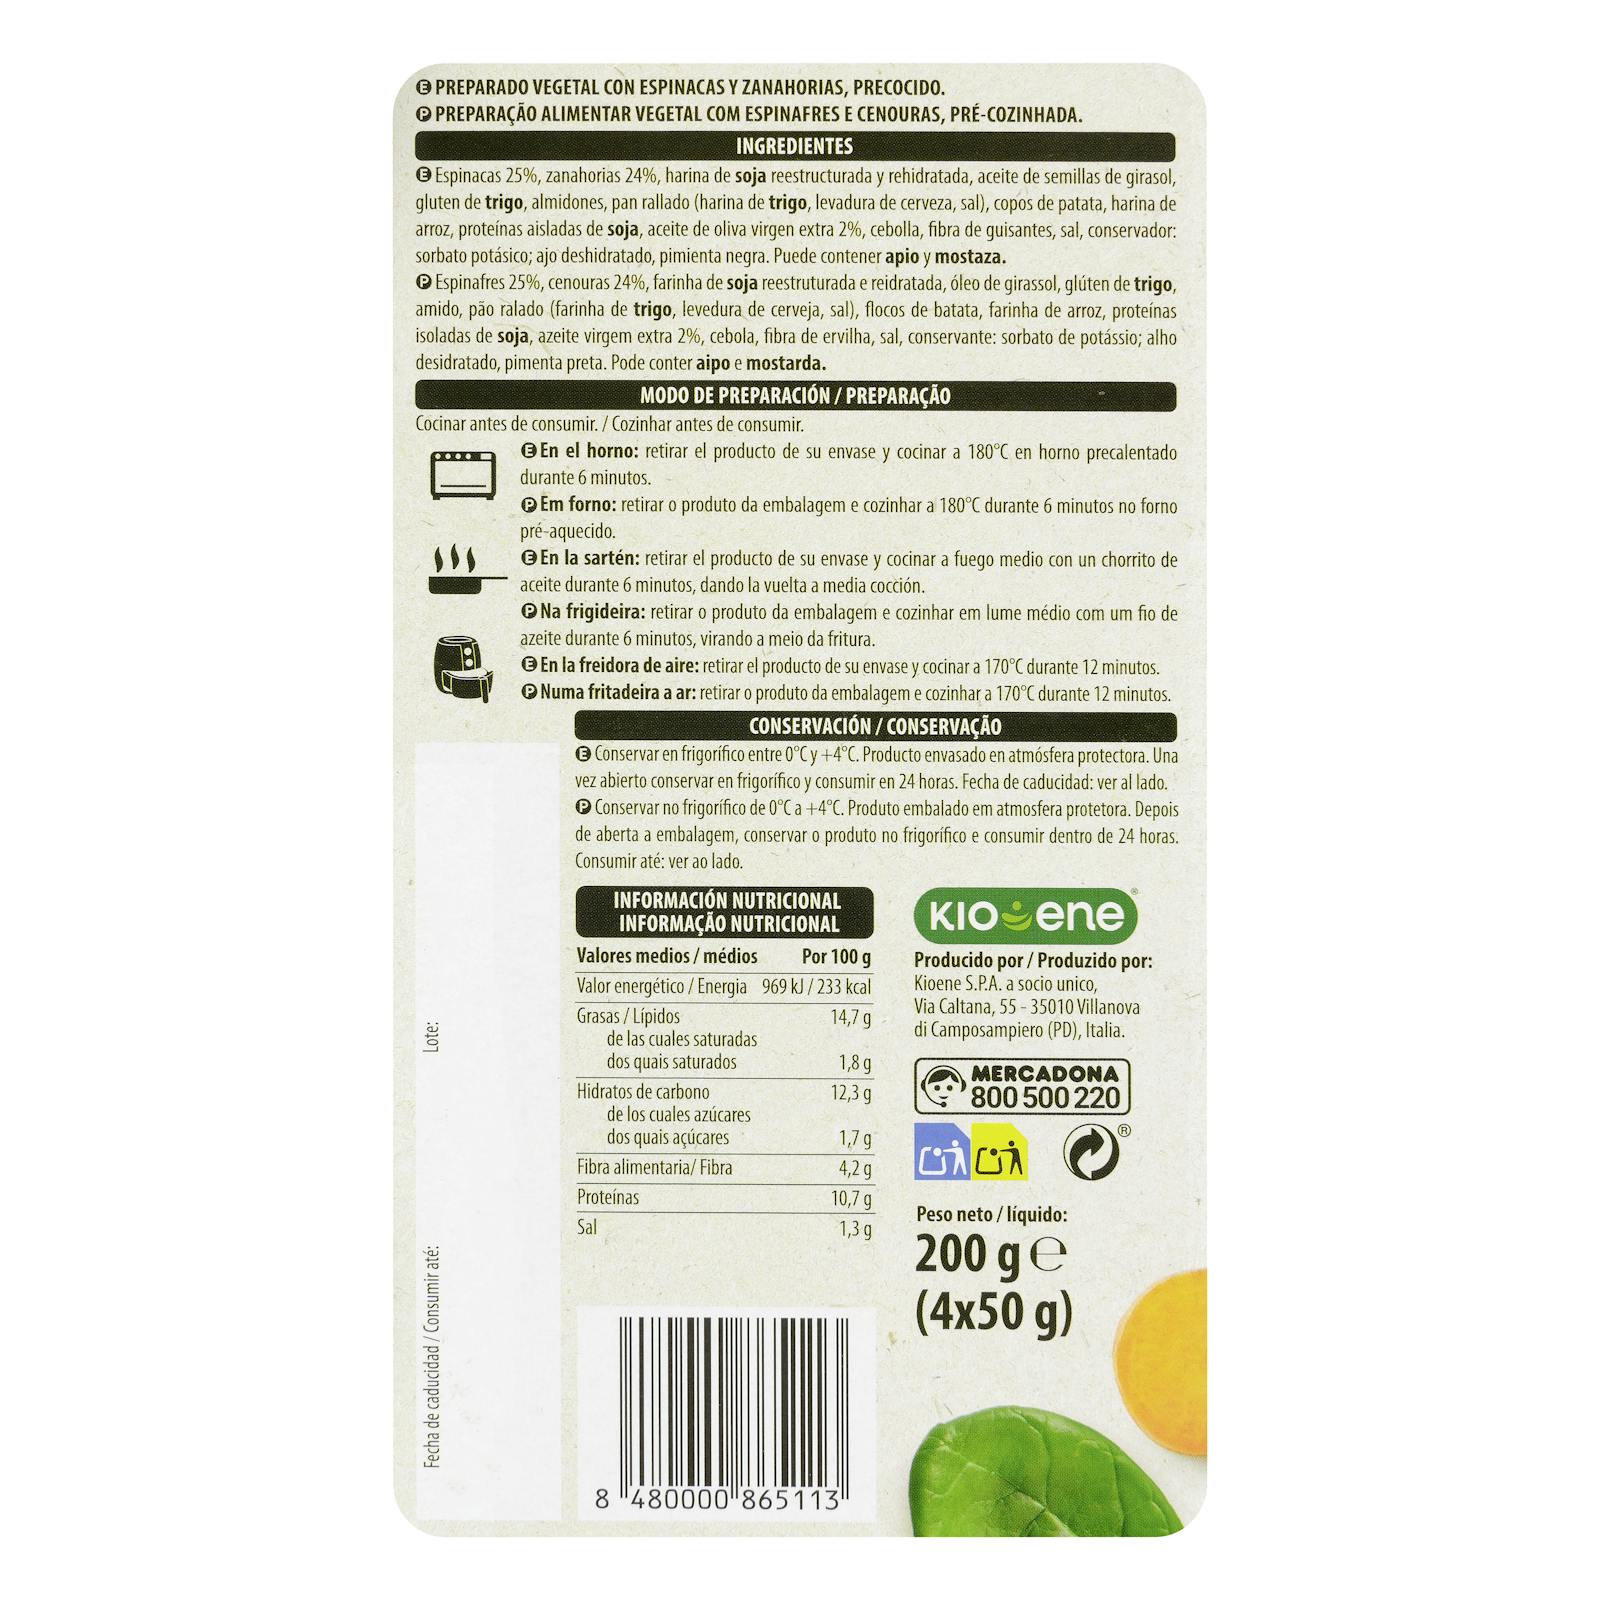 E PREPARADO VEGETAL CON ESPINACAS Y ZANAHORIAS, PRECOCIDO.
P PREPARAÇÃO ALIMENTAR VEGETAL COM ESPINAFRES E CENOURAS, PRÉ-COZINHADA.
INGREDIENTES
E Espinacas 25%, zanahorias 24%, harina de soja reestructurada y rehidratada, aceite de semillas de girasol,
gluten de trigo, almidones, pan rallado (harina de trigo, levadura de cerveza, sal), copos de patata, harina de
arroz, proteínas aisladas de soja, aceite de oliva virgen extra 2%, cebolla, fibra de guisantes, sal, conservador:
sorbato potásico; ajo deshidratado, pimienta negra. Puede contener apio y mostaza.
P Espinafres 25%, cenouras 24%, farinha de soja reestruturada e reidratada, óleo de girassol, glúten de trigo,
amido, pão ralado (farinha de trigo, levedura de cerveja, sal), flocos de batata, farinha de arroz, proteínas
isoladas de soja, azeite virgem extra 2%, cebola, fibra de ervilha, sal, conservante: sorbato de potássio; alho
desidratado, pimenta preta. Pode conter aipo e mostarda.
MODO DE PREPARACIÓN / PREPARAÇÃO
Cocinar antes de consumir. / Cozinhar antes de consumir.
E En el horno: retirar el producto de su envase y cocinar a 180°C en horno precalentado
durante 6 minutos.
P Em forno: retirar o produto da embalagem e cozinhar a 180°C durante 6 minutos no forno
pré-aquecido.
E En la sartén: retirar el producto de su envase y cocinar a fuego medio con un chorrito de
aceite durante 6 minutos, dando la vuelta a media cocción.
P Na frigideira: retirar o produto da embalagem e cozinhar em lume médio com um fio de
azeite durante 6 minutos, virando a meio da fritura.
E En la freidora de aire: retirar el producto de su envase y cocinar a 170°C durante 12 minutos.
P Numa fritadeira a ar: retirar o produto da embalagem e cozinhar a 170°C durante 12 minutos.
CONSERVACIÓN / CONSERVAÇÃO
E Conservar en frigorífico entre 0°C y +4°C. Producto envasado en atmósfera protectora. Una
vez abierto conservar en frigorífico y consumir en 24 horas. Fecha de caducidad: ver al lado.
P Conservar no frigorífico de 0°C a +4°C. Produto embalado em atmosfera protetora. Depois
de aberta a embalagem, conservar o produto no frigorífico e consumir dentro de 24 horas.
Consumir até: ver ao lado.
Lote:
Fecha de caducidad / Consumir até:
INFORMACIÓN NUTRICIONAL
INFORMAÇÃO NUTRICIONAL
Valores medios / médios Por 100 g
Valor energético / Energia 969 kJ / 233 kcal
Grasas / Lípidos 14,7 g
de las cuales saturadas
dos quais saturados 1,8 g
Hidratos de carbono 12,3 g
de los cuales azúcares
dos quais açúcares 1,7 g
Fibra alimentaria/ Fibra 4,2 g
Proteínas 10,7 g
Sal 1,3 g
8 480000 865113
KIOENE ®
Producido por / Produzido por:
Kioene S.P.A. a socio unico,
Via Caltana, 55 - 35010 Villanova
di Camposampiero (PD), Italia.
MERCADONA
800 500 220
®
Peso neto / líquido:
200 g ℮
(4x50 g)